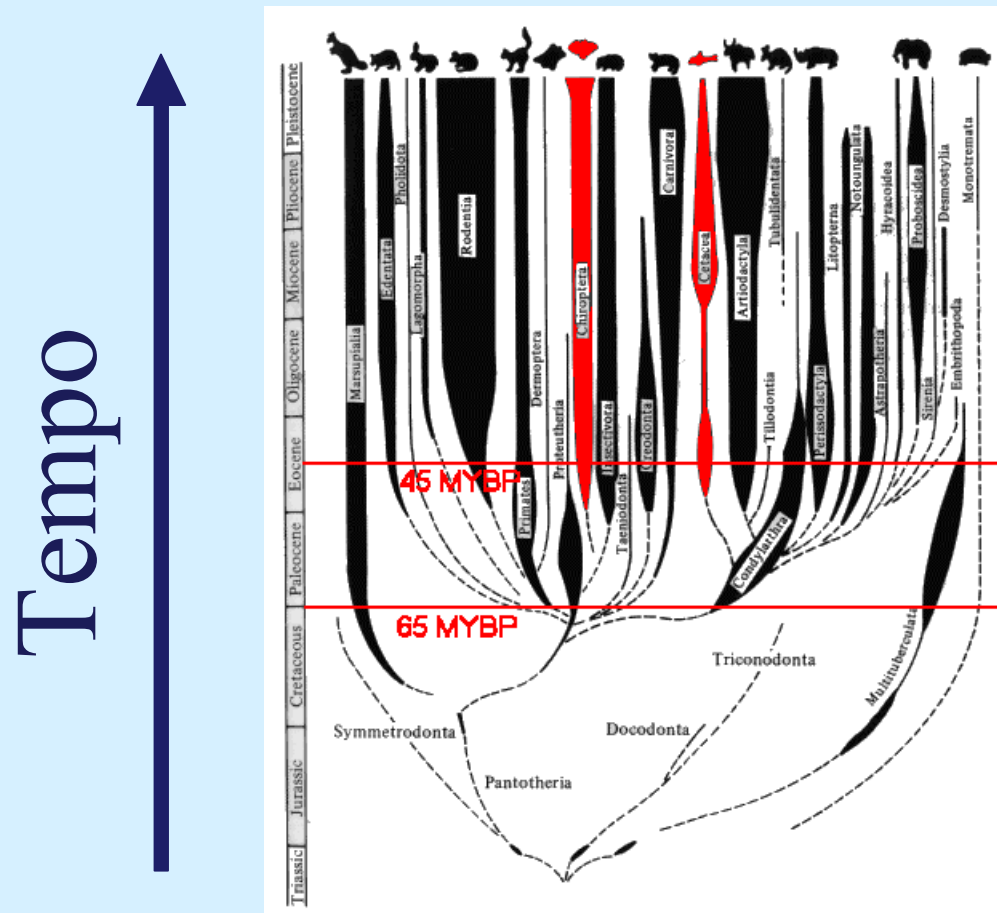 Tempo
Pleistocene
Pliocene
Miocene
Oligocene
Eocene
Paleocene
Cretaceous
Jurassic
Triassic
Marsupialia
Edentata
Pholidota
Lagomorpha
Rodentia
Primates
Dermoptera
Proteutheria
Chiroptera
Insectivora
Taeniodonta
Creodonta
Carnivora
Cetacea
Artiodactyla
Tillodontia
Tubulidentata
Condylarthra
Perissodactyla
Litopterna
Notoungulata
Astrapotheria
Hyracoidea
Proboscidea
Sirenia
Desmostylia
Embrithopoda
Monotremata
45 MYBP
65 MYBP
Triconodonta
Multituberculata
Symmetrodonta
Docodonta
Pantotheria